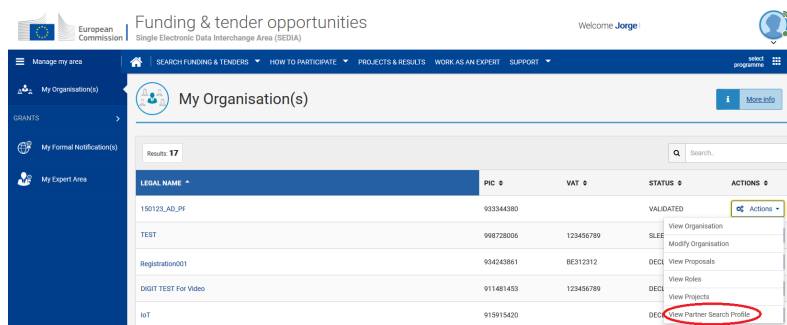 European
Commission
Funding & tender opportunities
Single Electronic Data Interchange Area (SEDIA)
Welcome Jorge
Manage my area
SEARCH FUNDING & TENDERS HOW TO PARTICIPATE PROJECTS & RESULTS WORK AS AN EXPERT SUPPORT
select
programme
My Organisation(s)
GRANTS
My Formal Notification(s)
My Expert Area
My Organisation(s)
i More info
Results: 17
Search.
LEGAL NAME PIC VAT STATUS ACTIONS
150123_AD_PF 933344380 VALIDATED Actions
TEST 998728006 123456789 SLEE
Registration001 934243861 BE312312 DECL
DIGIT TEST For Video 911481453 123456789 DECL
IoT 915915420 DECL
View Organisation
Modify Organisation
View Proposals
View Roles
View Projects
View Partner Search Profile